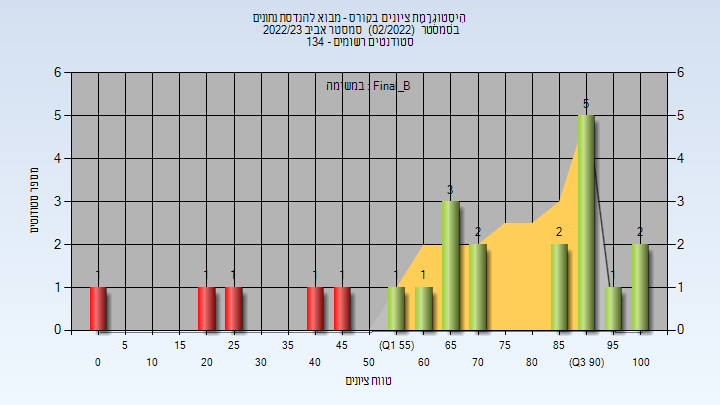 היסטוגרמת ציונים בקורס - מבוא להנדסת נתונים
בסמסטר (02/2022) סמסטר אביב 2022/23
סטודנטים רשומים - 134
במשימה : Final_B
מספר סטודנטים
6 6
5 5
4 4
3 3
2 2
1 1
0 0
1 1 1 1 1 1 1 3 2 2 5 1 2
5 15 25 35 45 (Q1 55) 65 75 85 95
0 10 20 30 40 50 60 70 80 (Q3 90) 100
טווח ציונים